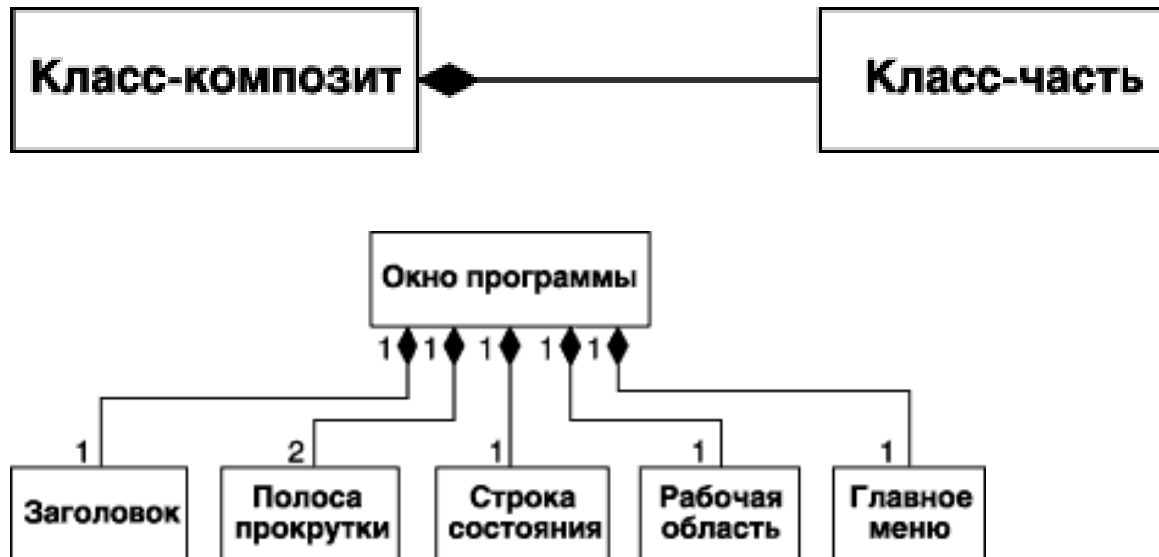 Класс-композит
Класс-часть
Окно программы
1 1 1 1 1
1 2 1 1 1
Заголовок
Полоса
прокрутки
Строка
состояния
Рабочая
область
Главное
меню